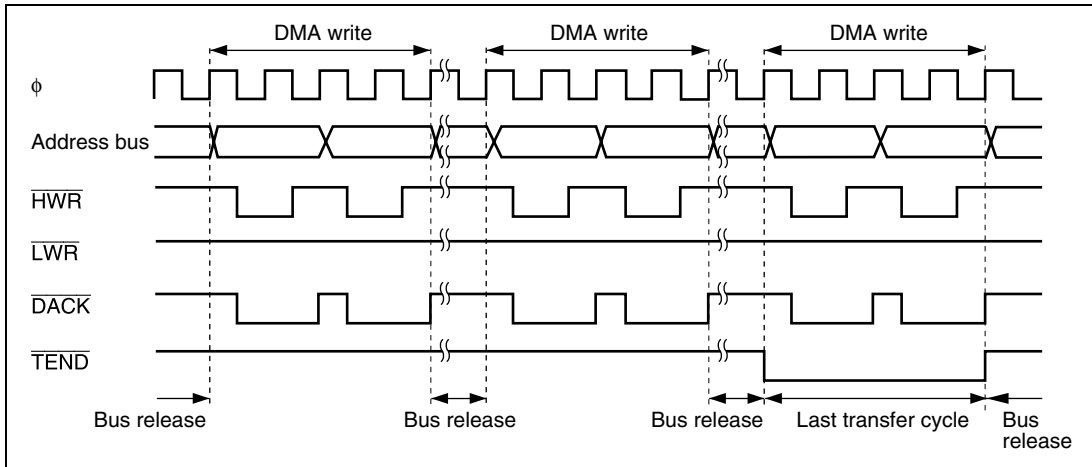 DMA write DMA write DMA write
φ
Address bus
HWR
LWR
DACK
TEND
Bus release Bus release Bus release Last transfer cycle Bus
release